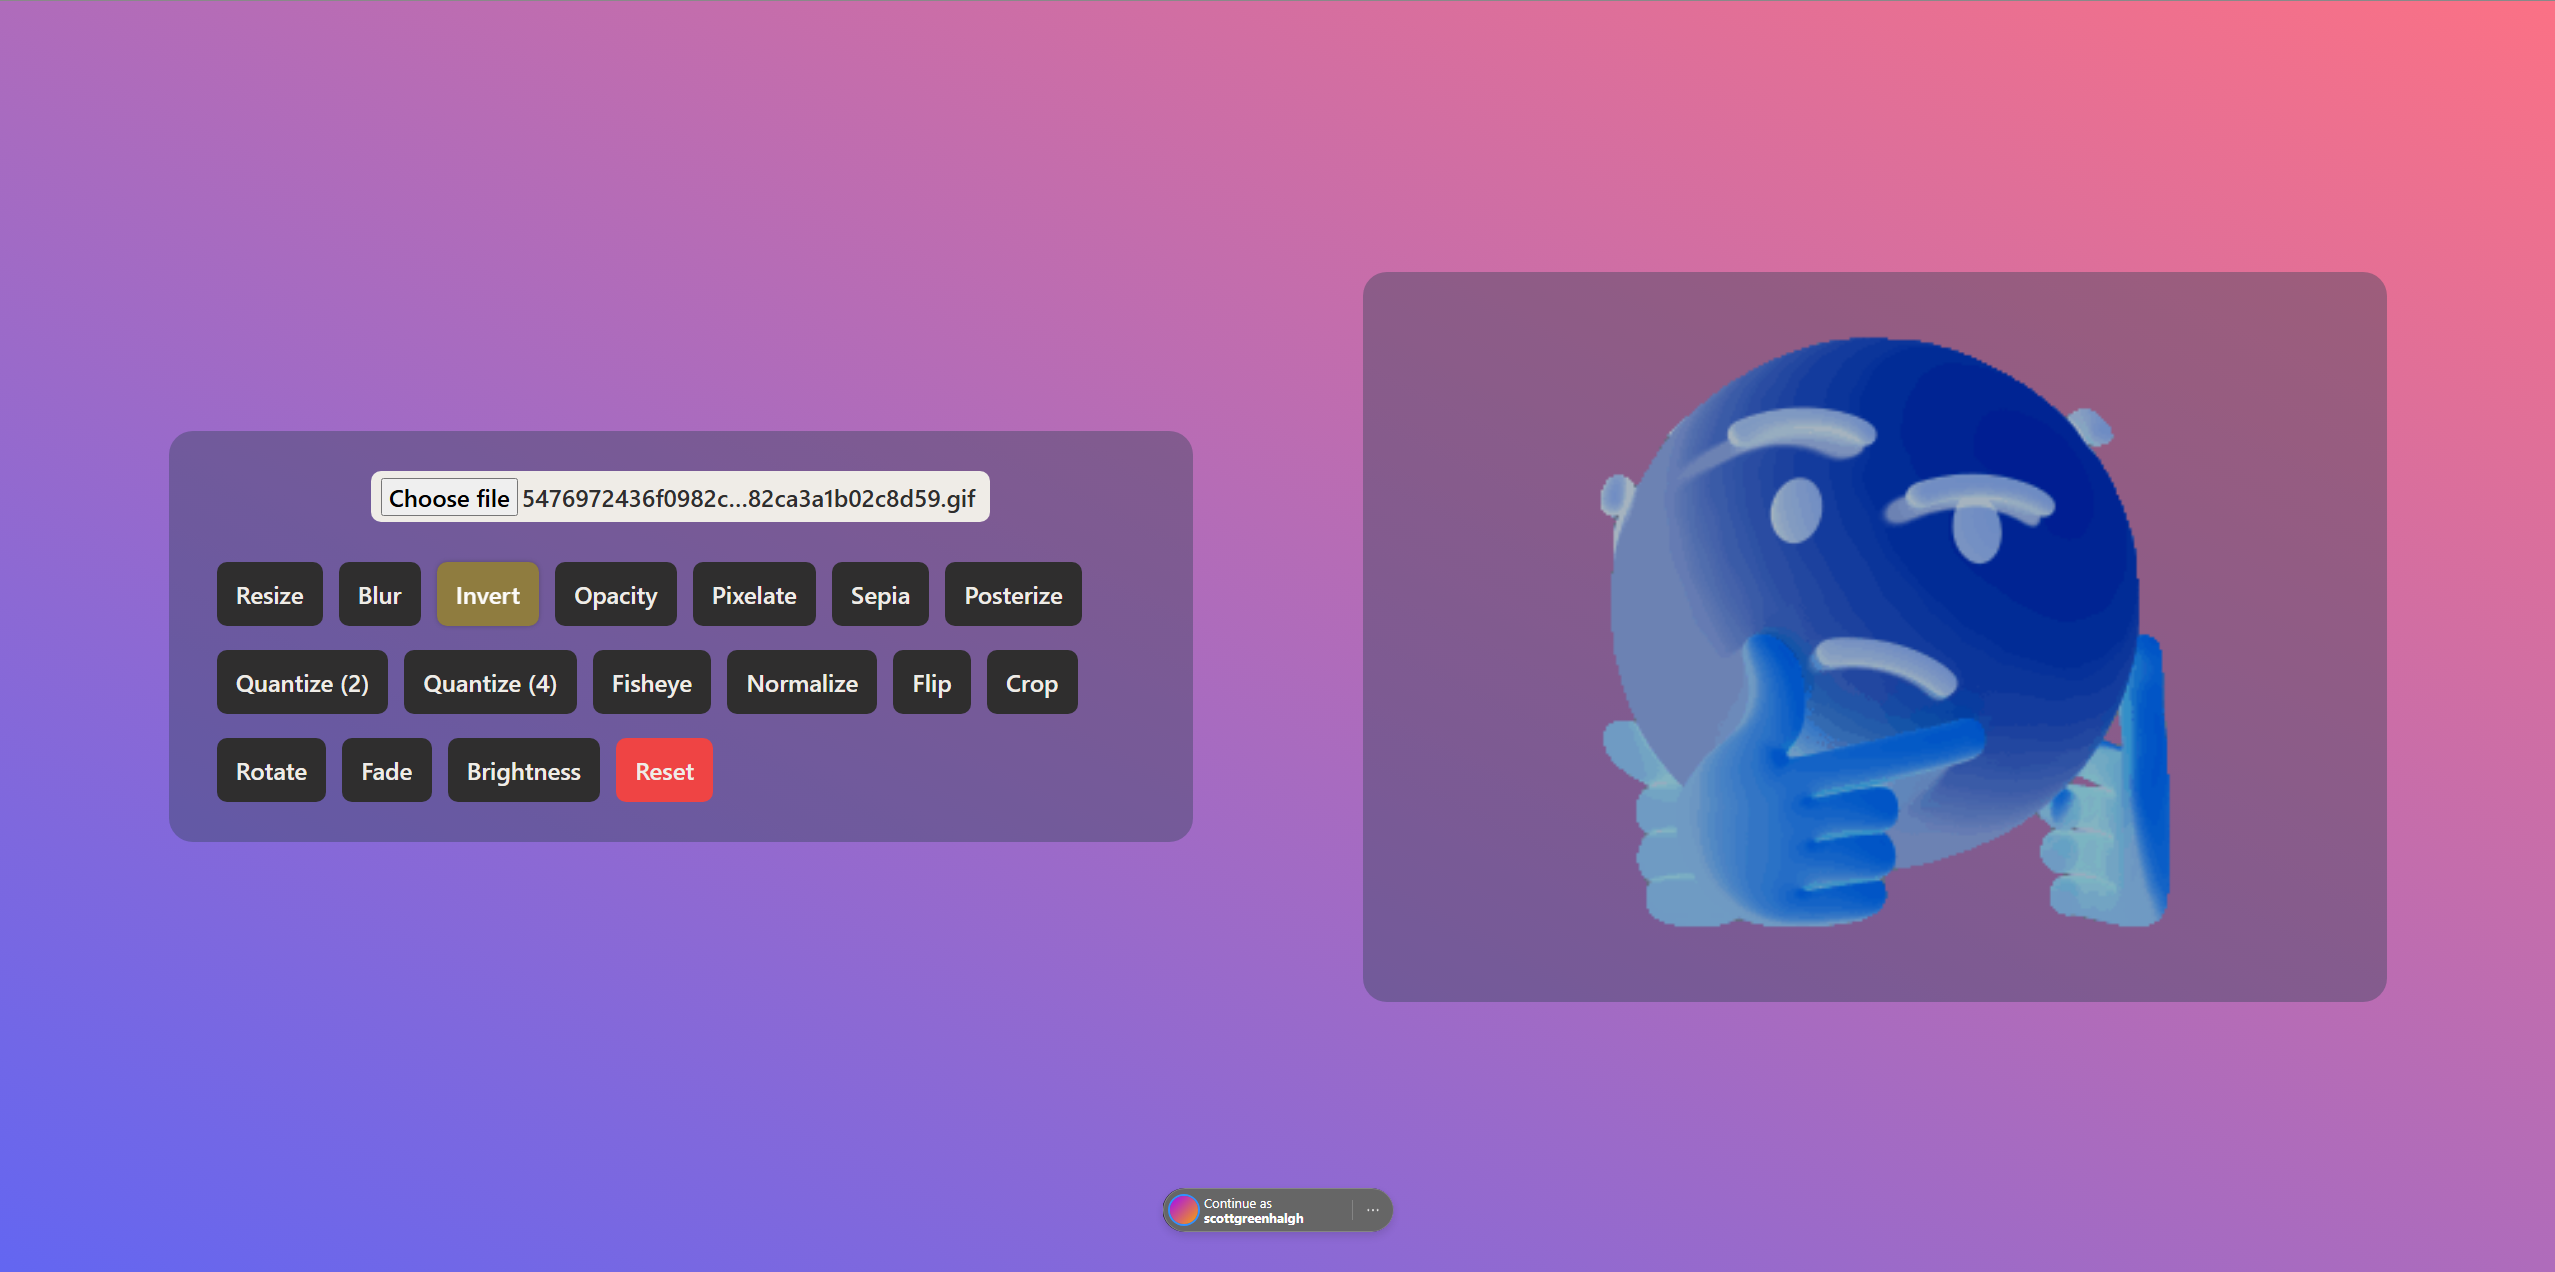 Choose file 5476972436f0982c...82ca3a1b02c8d59.gif
Resize Blur Invert Opacity Pixelate Sepia Posterize
Quantize (2) Quantize (4) Fisheye Normalize Flip Crop
Rotate Fade Brightness Reset
Continue as
scottgreenhalgh